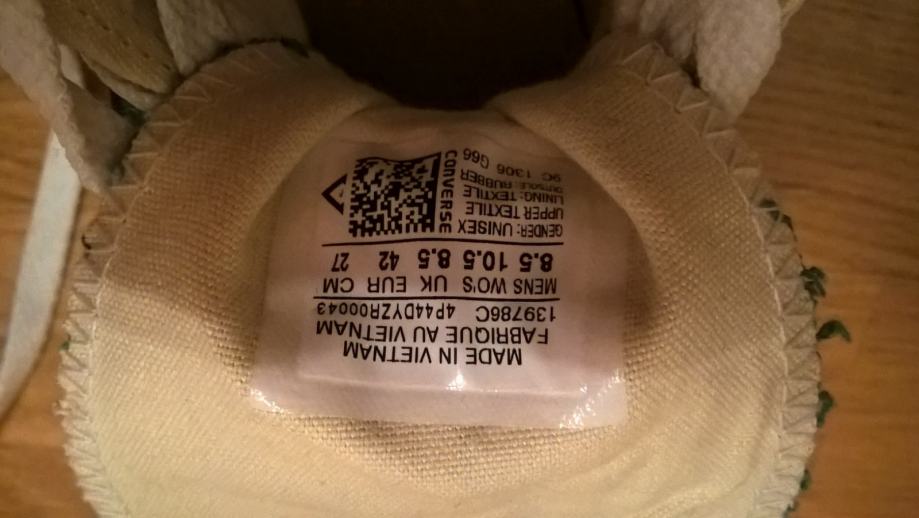 MADE IN VIETNAM
FABRIQUE AU VIETNAM
139786C 4P44DYZR00043
MENS WO'S UK EUR CM
8.5 10.5 8.5 42 27
GENDER: UNISEX
UPPER TEXTILE
LINING: TEXTILE
OUTSOLE: RUBBER
9C 1306 G66
CONVERSE